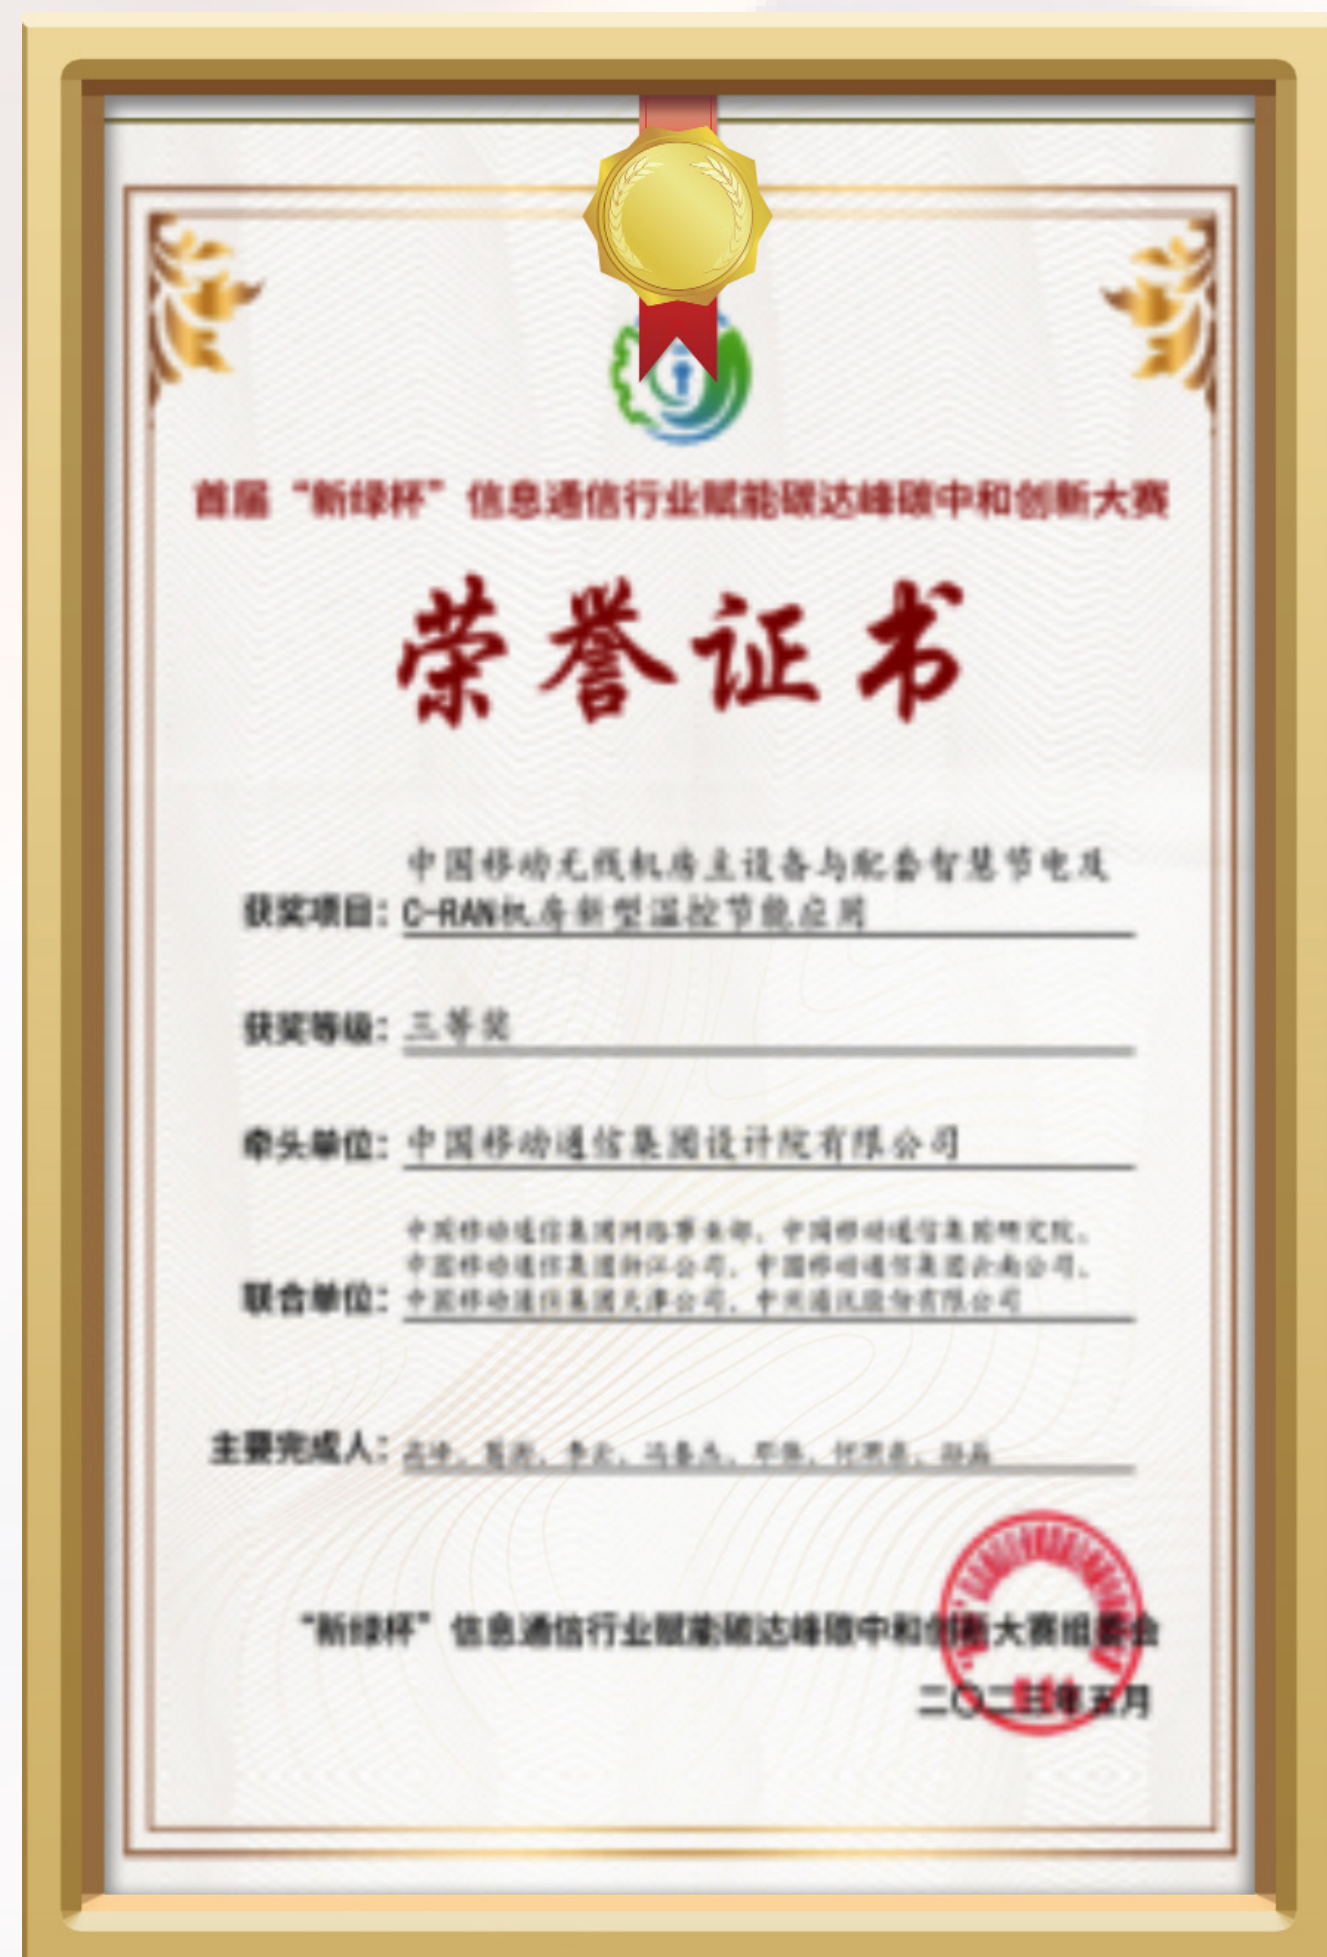 首届“新绿杯”信息通信行业赋能碳达峰碳中和创新大赛
荣誉证书
中国移动无线机房主设备与配套智慧节电及
获奖项目：C-RAN机房新型温控节能应用
获奖等级：三等奖
牵头单位：中国移动通信集团设计院有限公司
中国移动通信集团网络事业部、中国移动通信集团研究院、
中国移动通信集团浙江公司、中国移动通信集团云南公司、
联合单位：中国移动通信集团天津公司、中兴通讯股份有限公司
主要完成人：
“新绿杯”信息通信行业赋能碳达峰碳中和创新大赛组委会
二〇二三年五月